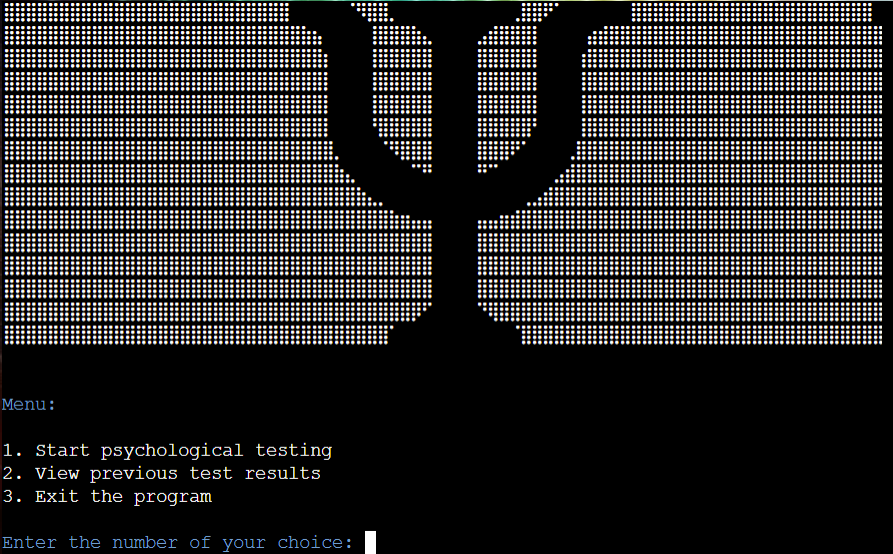 Menu:
1. Start psychological testing
2. View previous test results
3. Exit the program
Enter the number of your choice: